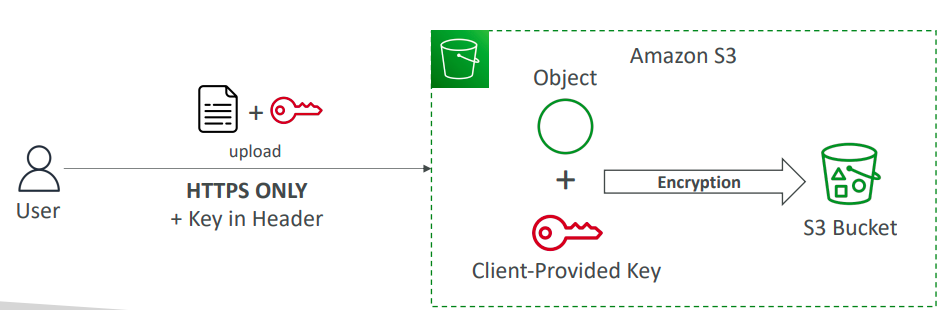 Amazon S3
Object
+
upload
HTTPS ONLY
+ Key in Header
User
+
Encryption
Client-Provided Key
S3 Bucket